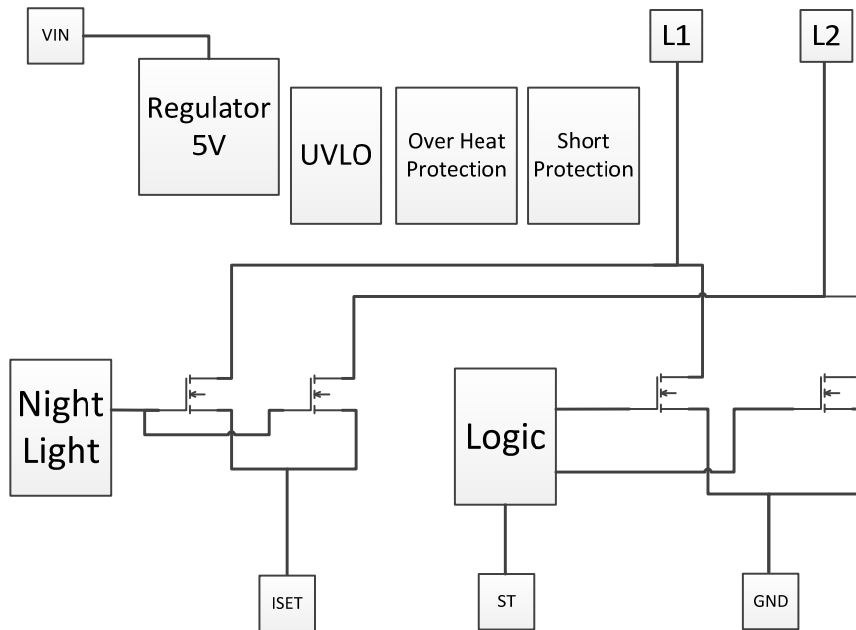 VIN
L1
L2
Regulator
5V
UVLO
Over Heat
Protection
Short
Protection
Night
Light
Logic
ISET
ST
GND